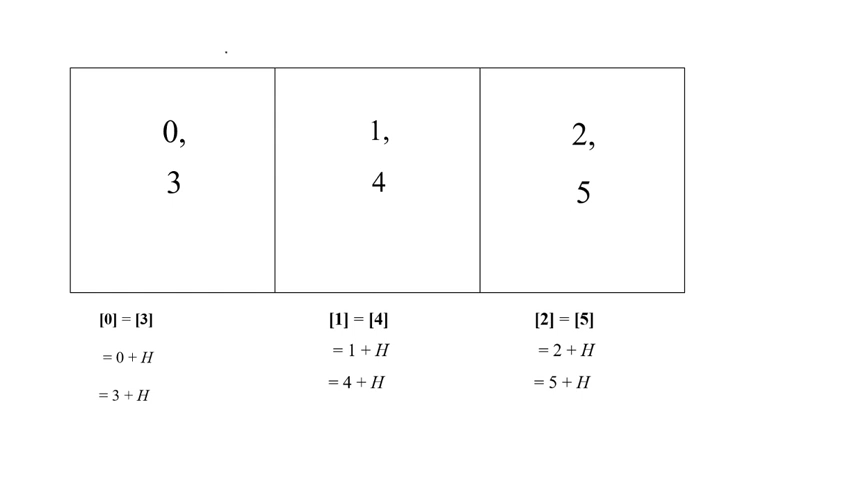 0,
3
1,
4
2,
5
[0] = [3]
= 0 + H
= 3 + H
[1] = [4]
= 1 + H
= 4 + H
[2] = [5]
= 2 + H
= 5 + H